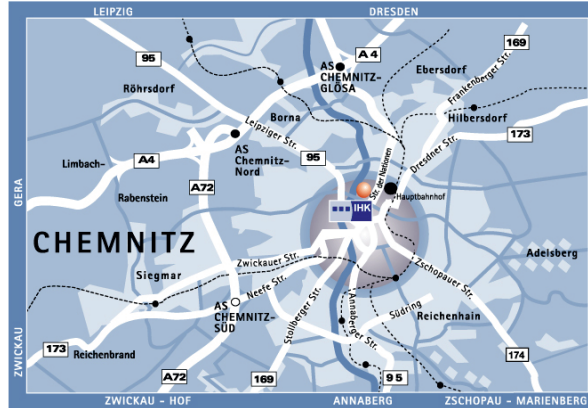 LEIPZIG
DRESDEN
95
A 4
169
AS
CHEMNITZ-
GLÖSA
Ebersdorf
Frankenberger Str.
Röhrsdorf
Borna
Hilbersdorf
Leipziger Str.
Dresdner Str.
173
AS
Chemnitz-
Nord
95
Str. der Nationen
Limbach-
A4
A72
Rabenstein
Hauptbahnhof
IHK
GERA
CHEMNITZ
Adelsberg
Zwickauer Str.
Siegmar
Neefe Str.
Zschopauer Str.
AS
CHEMNITZ-
SÜD
Stollberger Str.
Annaberger Str.
Südring
Reichenhain
ZWICKAU
173
Reichenbrand
174
A72
169
95
ZWICKAU - HOF
ANNABERG
ZSCHOPAU - MARIENBERG